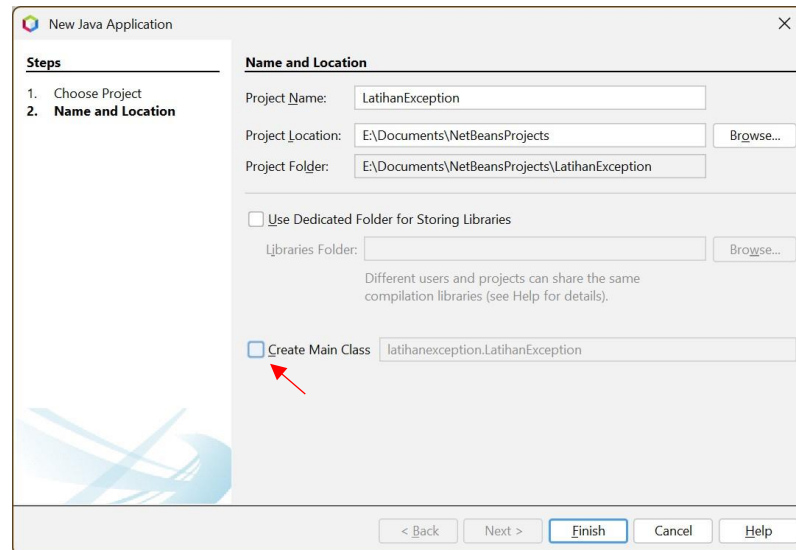 New Java Application
Steps
1. Choose Project
2. Name and Location
Name and Location
Project Name: LatihanException
Project Location: E:\Documents\NetBeansProjects Browse...
Project Folder: E:\Documents\NetBeansProjects\LatihanException
Use Dedicated Folder for Storing Libraries
Libraries Folder: Browse...
Different users and projects can share the same
compilation libraries (see Help for details).
Create Main Class latihanexception.LatihanException
< Back Next > Finish Cancel Help